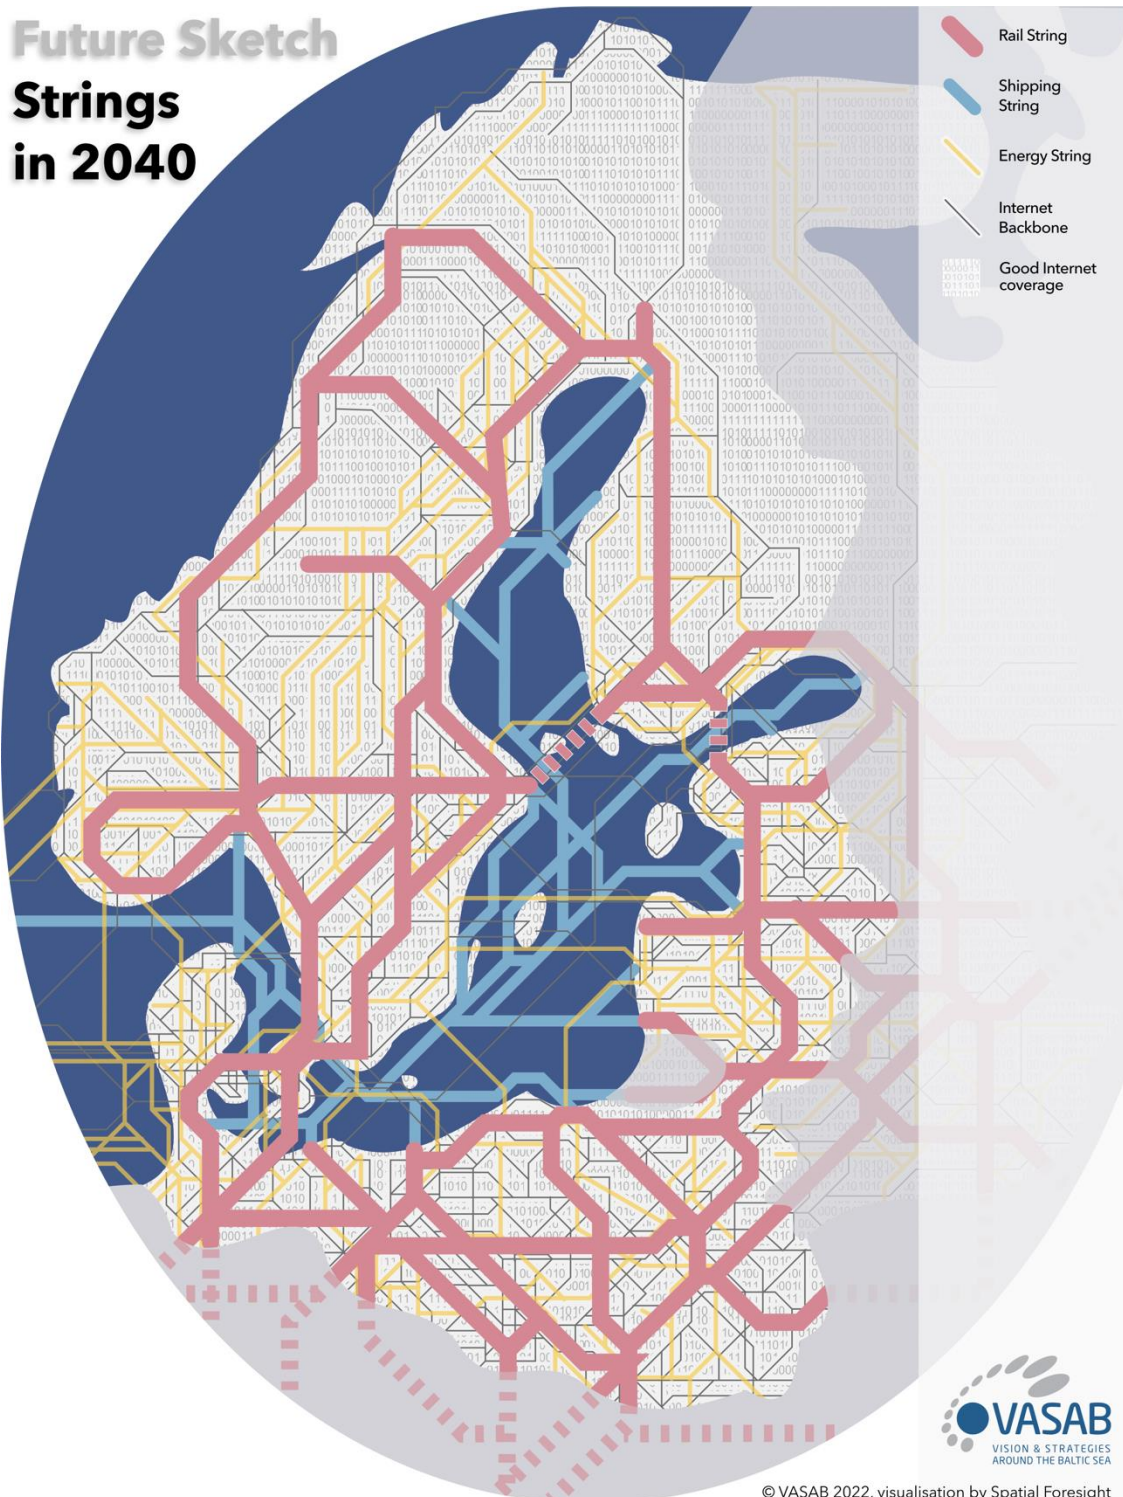 Future Sketch
Strings
in 2040
Rail String
Shipping
String
Energy String
Internet
Backbone
Good Internet
coverage
VASAB
VISION & STRATEGIES
AROUND THE BALTIC SEA
© VASAB 2022, visualisation by Spatial Foresight